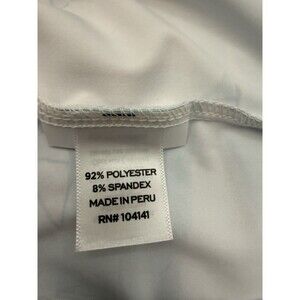 92% POLYESTER
8% SPANDEX
MADE IN PERU
RN# 104141